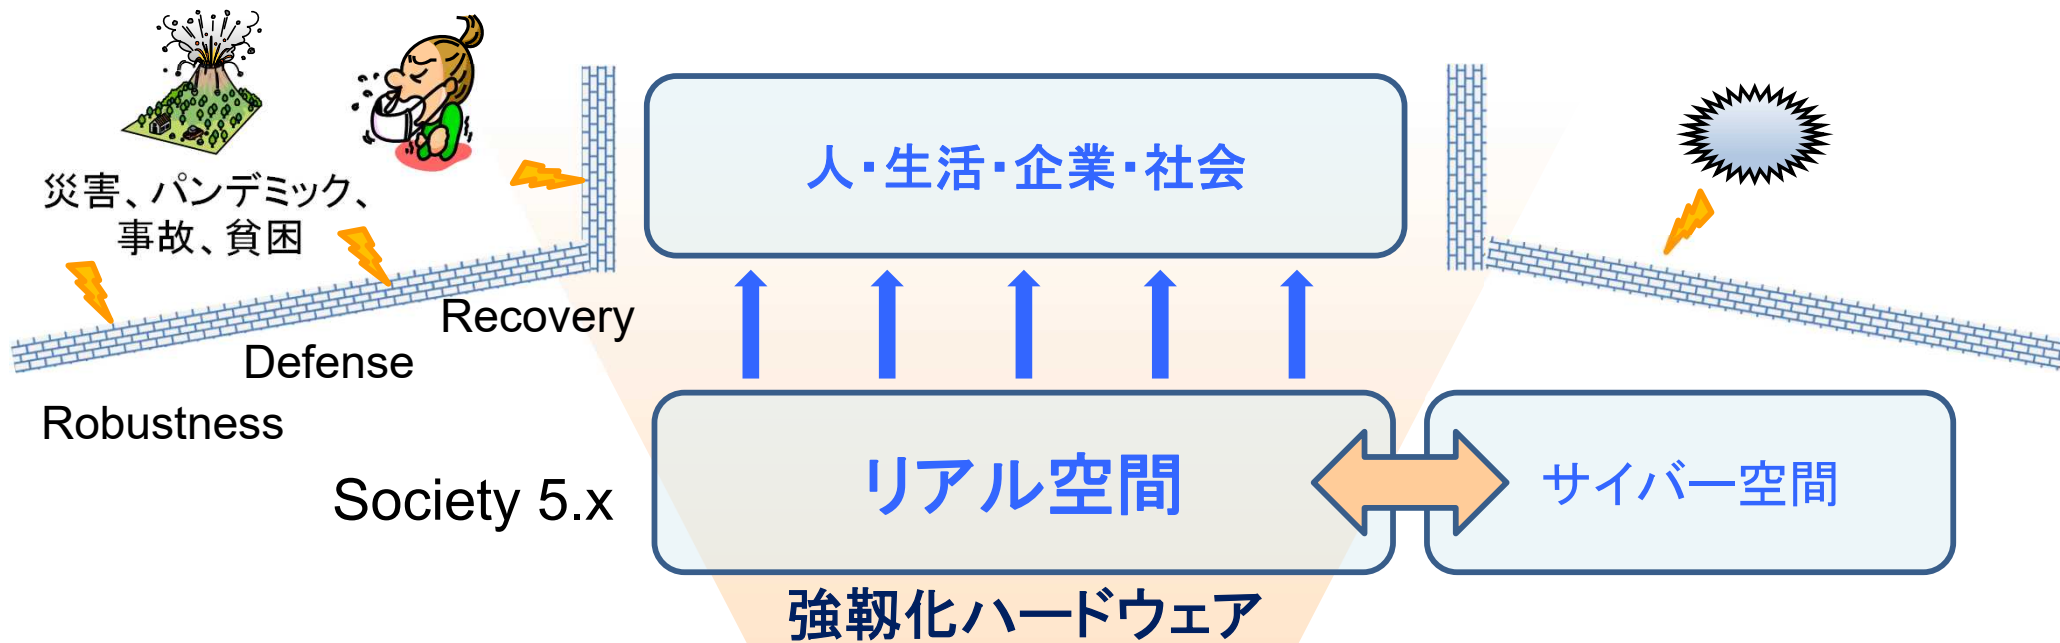 人・生活・企業・社会
災害、パンデミック、
事故、貧困
Recovery
Defense
Robustness
Society 5.x
リアル空間
サイバー空間
強靱化ハードウェア